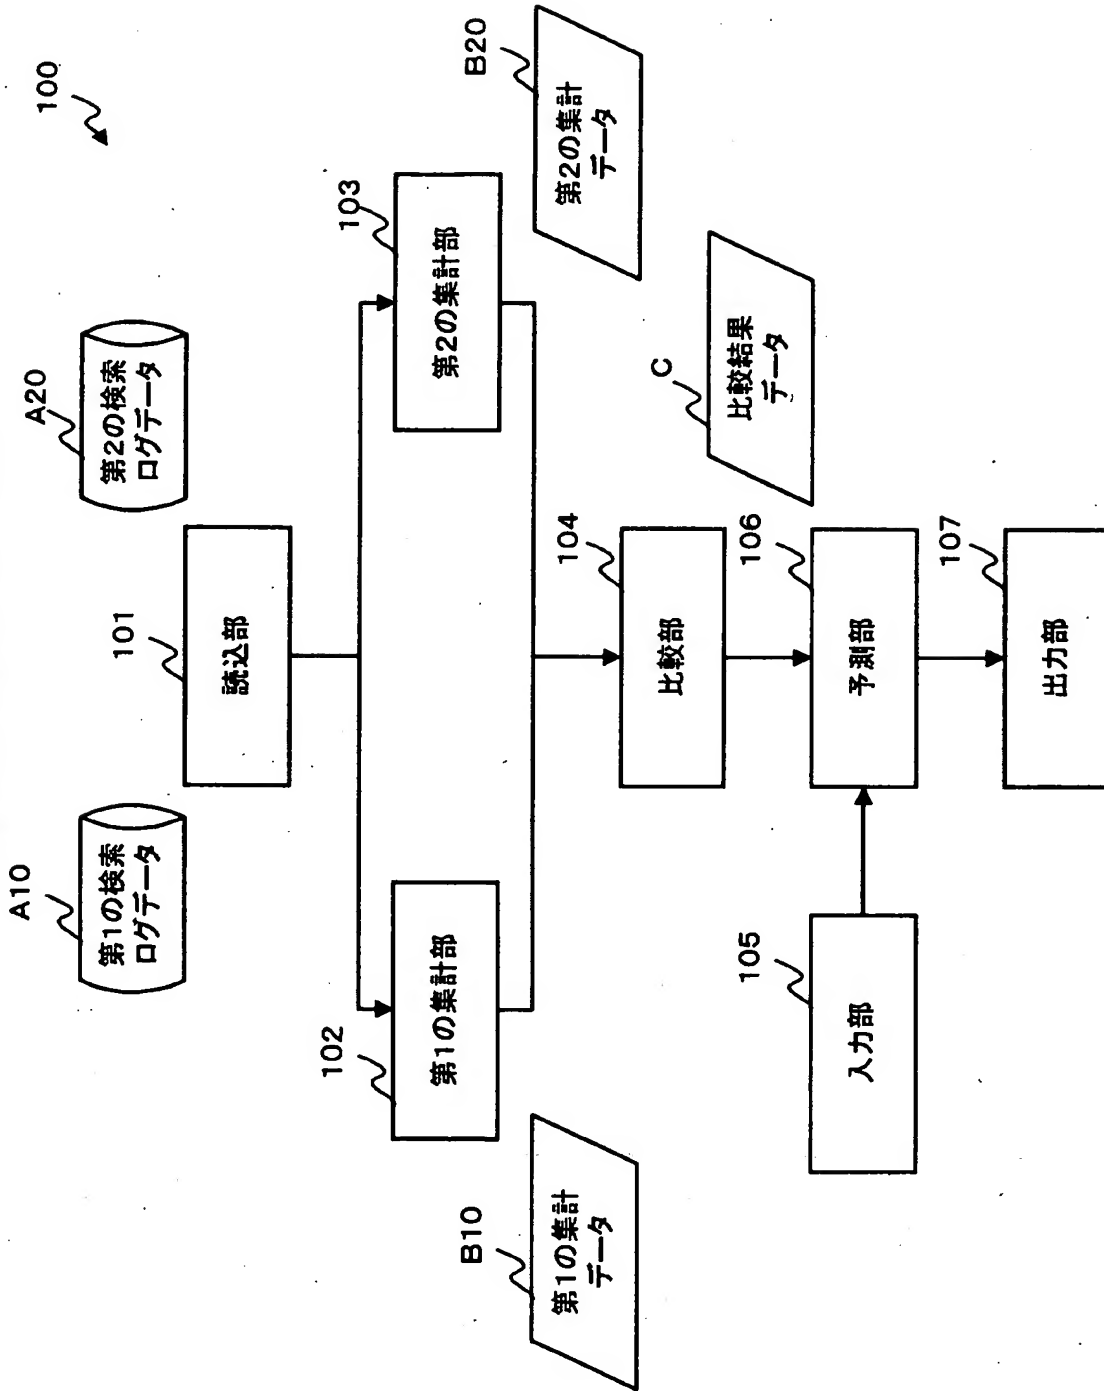 100
A10
第1の検索
ログデータ
A20
第2の検索
ログデータ
101
読込部
102
第1の集計部
103
第2の集計部
B10
第1の集計
データ
B20
第2の集計
データ
104
比較部
C
比較結果
データ
105
入力部
106
予測部
107
出力部